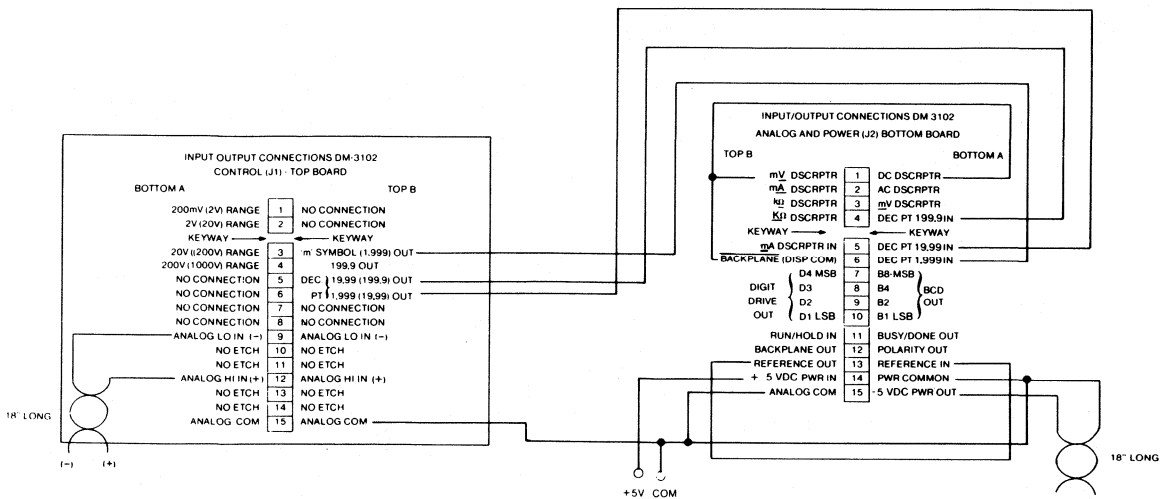 INPUT OUTPUT CONNECTIONS DM-3102
CONTROL (J1) - TOP BOARD
BOTTOM A TOP B
200mV (2V) RANGE 1 NO CONNECTION
2V (20V) RANGE 2 NO CONNECTION
KEYWAY KEYWAY
20V ((200V) RANGE 3 'm' SYMBOL (1.999) OUT
200V (1000V) RANGE 4 199.9 OUT
NO CONNECTION 5 DEC 19,99 (199.9) OUT
NO CONNECTION 6 PT 1,999 (19,99) OUT
NO CONNECTION 7 NO CONNECTION
NO CONNECTION 8 NO CONNECTION
ANALOG LO IN (-) 9 ANALOG LO IN (-)
NO ETCH 10 NO ETCH
NO ETCH 11 NO ETCH
ANALOG HI IN (+) 12 ANALOG HI IN (+)
NO ETCH 13 NO ETCH
NO ETCH 14 NO ETCH
ANALOG COM 15 ANALOG COM
18" LONG
(-) (+)
INPUT/OUTPUT CONNECTIONS DM 3102
ANALOG AND POWER (J2) BOTTOM BOARD
TOP B BOTTOM A
mV DSCRPTR 1 DC DSCRPTR
mA DSCRPTR 2 AC DSCRPTR
kΩ DSCRPTR 3 mV DSCRPTR
KΩ DSCRPTR 4 DEC PT 199.9 IN
KEYWAY KEYWAY
mA DSCRPTR IN 5 DEC PT 19,99 IN
BACKPLANE (DISP COM) 6 DEC PT 1,999 IN
D4 MSB 7 B8-MSB
DIGIT D3 8 B4 BCD
DRIVE D2 9 B2 OUT
OUT D1 LSB 10 B1 LSB
RUN/HOLD IN 11 BUSY/DONE OUT
BACKPLANE OUT 12 POLARITY OUT
REFERENCE OUT 13 REFERENCE IN
+ 5 VDC PWR IN 14 PWR COMMON
ANALOG COM 15 -5 VDC PWR OUT
+5V COM
18" LONG